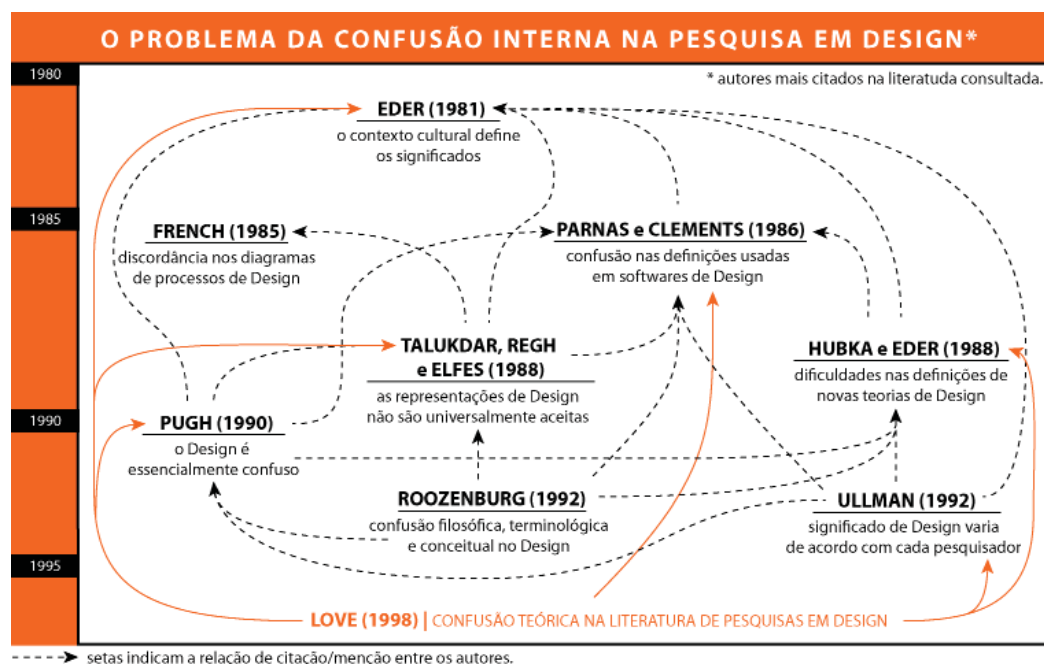 O PROBLEMA DA CONFUSÃO INTERNA NA PESQUISA EM DESIGN*
1980
* autores mais citados na literatuda consultada.
EDER (1981)
o contexto cultural define
os significados
1985
FRENCH (1985)
discordância nos diagramas
de processos de Design
PARNAS e CLEMENTS (1986)
confusão nas definições usadas
em softwares de Design
TALUKDAR, REGH
e ELFES (1988)
as representações de Design
não são universalmente aceitas
HUBKA e EDER (1988)
dificuldades nas definições de
novas teorias de Design
1990
PUGH (1990)
o Design é
essencialmente confuso
ROOZENBURG (1992)
confusão filosófica, terminológica
e conceitual no Design
ULLMAN (1992)
significado de Design varia
de acordo com cada pesquisador
1995
LOVE (1998) | CONFUSÃO TEÓRICA NA LITERATURA DE PESQUISAS EM DESIGN
setas indicam a relação de citação/menção entre os autores.